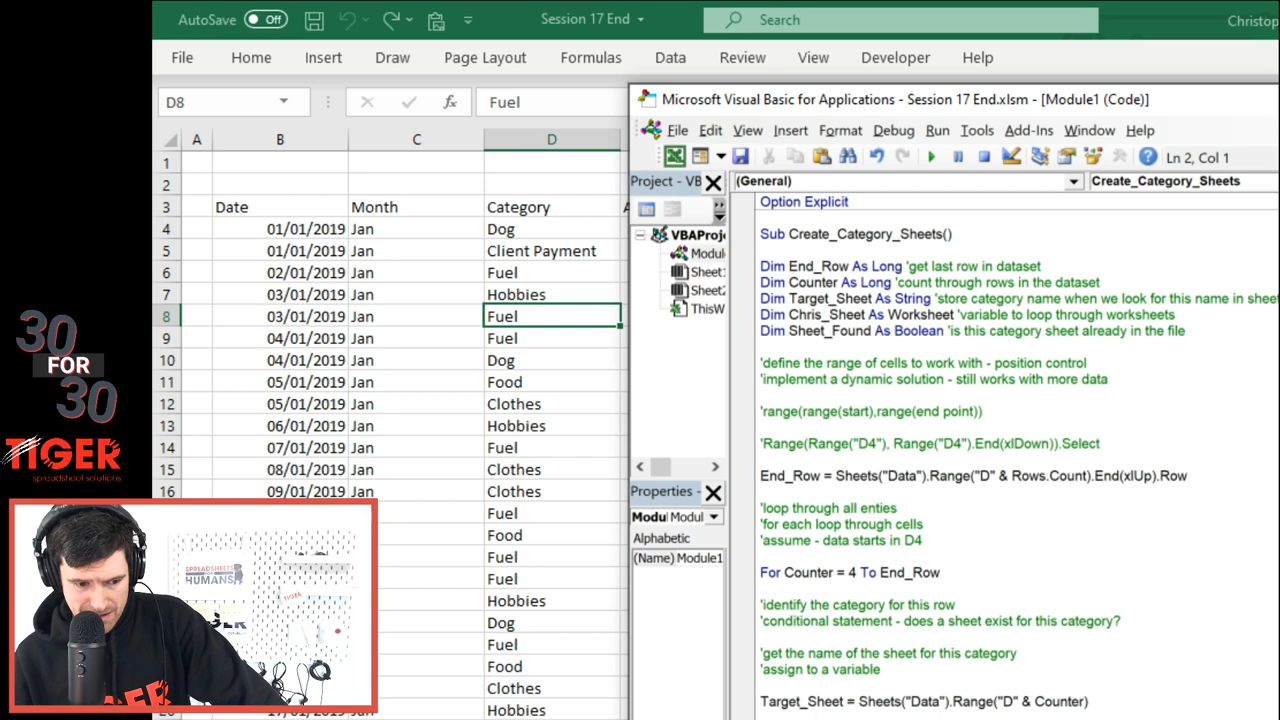 AutoSave Off Session 17 End Search Christop
File Home Insert Draw Page Layout Formulas Data Review View Developer Help
D8 fx Fuel
A B C D
1
2
3 Date Month Category
4 01/01/2019 Jan Dog
5 01/01/2019 Jan Client Payment
6 02/01/2019 Jan Fuel
7 03/01/2019 Jan Hobbies
8 03/01/2019 Jan Fuel
9 04/01/2019 Jan Fuel
10 04/01/2019 Jan Dog
11 05/01/2019 Jan Food
12 05/01/2019 Jan Clothes
13 06/01/2019 Jan Hobbies
14 07/01/2019 Jan Fuel
15 08/01/2019 Jan Clothes
16 09/01/2019 Jan Clothes
Fuel
Food
Fuel
Fuel
Hobbies
Dog
Fuel
Food
Clothes
Hobbies
Microsoft Visual Basic for Applications - Session 17 End.xlsm - [Module1 (Code)]
File Edit View Insert Format Debug Run Tools Add-Ins Window Help
Ln 2, Col 1
Project - VB
VBAProj
Modul
Sheet1
Sheet2
ThisW
Properties -
Modul Modul
Alphabetic
(Name) Module1
(General) Create_Category_Sheets
Option Explicit
Sub Create_Category_Sheets()
Dim End_Row As Long 'get last row in dataset
Dim Counter As Long 'count through rows in the dataset
Dim Target_Sheet As String 'store category name when we look for this name in sheet
Dim Chris_Sheet As Worksheet 'variable to loop through worksheets
Dim Sheet_Found As Boolean 'is this category sheet already in the file
'define the range of cells to work with - position control
'implement a dynamic solution - still works with more data
'range(range(start),range(end point))
'Range(Range("D4"), Range("D4").End(xlDown)).Select
End_Row = Sheets("Data").Range("D" & Rows.Count).End(xlUp).Row
'loop through all enties
'for each loop through cells
'assume - data starts in D4
For Counter = 4 To End_Row
'identify the category for this row
'conditional statement - does a sheet exist for this category?
'get the name of the sheet for this category
'assign to a variable
Target_Sheet = Sheets("Data").Range("D" & Counter)
30
FOR
30
TIGER
spreadsheet solutions
SPREADSHEETS
HUMANS